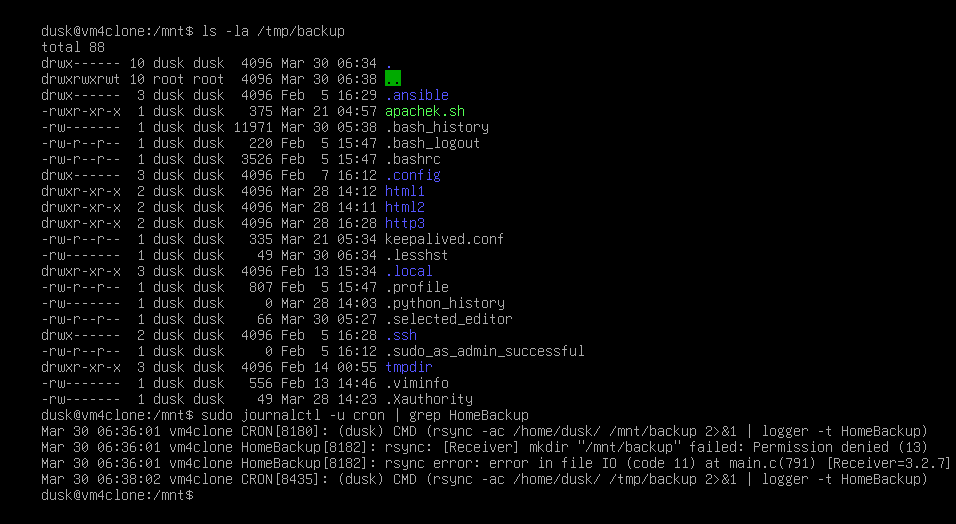 dusk@vm4clone:/mnt$ ls -la /tmp/backup
total 88
drwx------ 10 dusk dusk  4096 Mar 30 06:34 .
drwxrwxrwt 10 root root  4096 Mar 30 06:38 ..
drwx------  3 dusk dusk  4096 Feb  5 16:29 .ansible
-rwxr-xr-x  1 dusk dusk   375 Mar 21 04:57 apachek.sh
-rw-------  1 dusk dusk 11971 Mar 30 05:38 .bash_history
-rw-r--r--  1 dusk dusk   220 Feb  5 15:47 .bash_logout
-rw-r--r--  1 dusk dusk  3526 Feb  5 15:47 .bashrc
drwx------  3 dusk dusk  4096 Feb  7 16:12 .config
drwxr-xr-x  2 dusk dusk  4096 Mar 28 14:12 html1
drwxr-xr-x  2 dusk dusk  4096 Mar 28 14:11 html2
drwxr-xr-x  2 dusk dusk  4096 Mar 28 16:28 http3
-rw-r--r--  1 dusk dusk   335 Mar 21 05:34 keepalived.conf
-rw-------  1 dusk dusk    49 Mar 30 06:34 .lesshst
drwxr-xr-x  3 dusk dusk  4096 Feb 13 15:34 .local
-rw-r--r--  1 dusk dusk   807 Feb  5 15:47 .profile
-rw-------  1 dusk dusk     0 Mar 28 14:03 .python_history
-rw-r--r--  1 dusk dusk    66 Mar 30 05:27 .selected_editor
drwx------  2 dusk dusk  4096 Feb  5 16:28 .ssh
-rw-r--r--  1 dusk dusk     0 Feb  5 16:12 .sudo_as_admin_successful
drwxr-xr-x  3 dusk dusk  4096 Feb 14 00:55 tmpdir
-rw-------  1 dusk dusk   556 Feb 13 14:46 .viminfo
-rw-------  1 dusk dusk    49 Mar 28 14:23 .Xauthority
dusk@vm4clone:/mnt$ sudo journalctl -u cron | grep HomeBackup
Mar 30 06:36:01 vm4clone CRON[8180]: (dusk) CMD (rsync -ac /home/dusk/ /mnt/backup 2>&1 | logger -t HomeBackup)
Mar 30 06:36:01 vm4clone HomeBackup[8182]: rsync: [Receiver] mkdir "/mnt/backup" failed: Permission denied (13)
Mar 30 06:36:01 vm4clone HomeBackup[8182]: rsync error: error in file IO (code 11) at main.c(791) [Receiver=3.2.7]
Mar 30 06:38:02 vm4clone CRON[8435]: (dusk) CMD (rsync -ac /home/dusk/ /tmp/backup 2>&1 | logger -t HomeBackup)
dusk@vm4clone:/mnt$